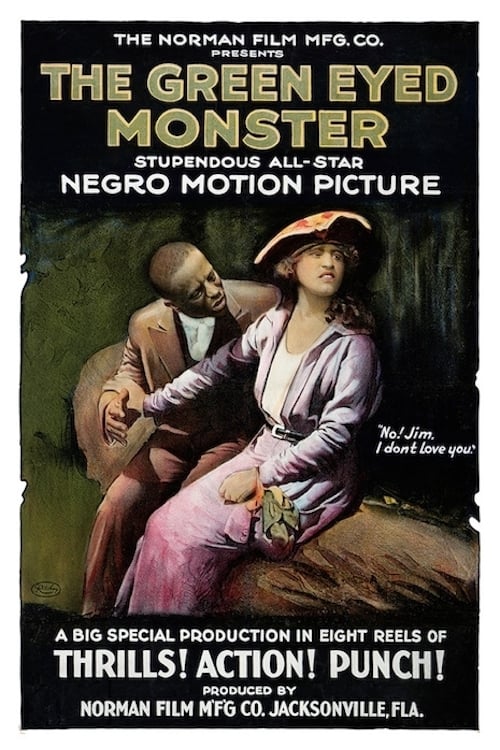 THE NORMAN FILM MFG. CO.
PRESENTS
THE GREEN EYED
MONSTER
STUPENDOUS ALL-STAR
NEGRO MOTION PICTURE
"No! Jim,
I dont love you."
A BIG SPECIAL PRODUCTION IN EIGHT REELS OF
THRILLS! ACTION! PUNCH!
PRODUCED BY
NORMAN FILM M'F'G CO. JACKSONVILLE, FLA.